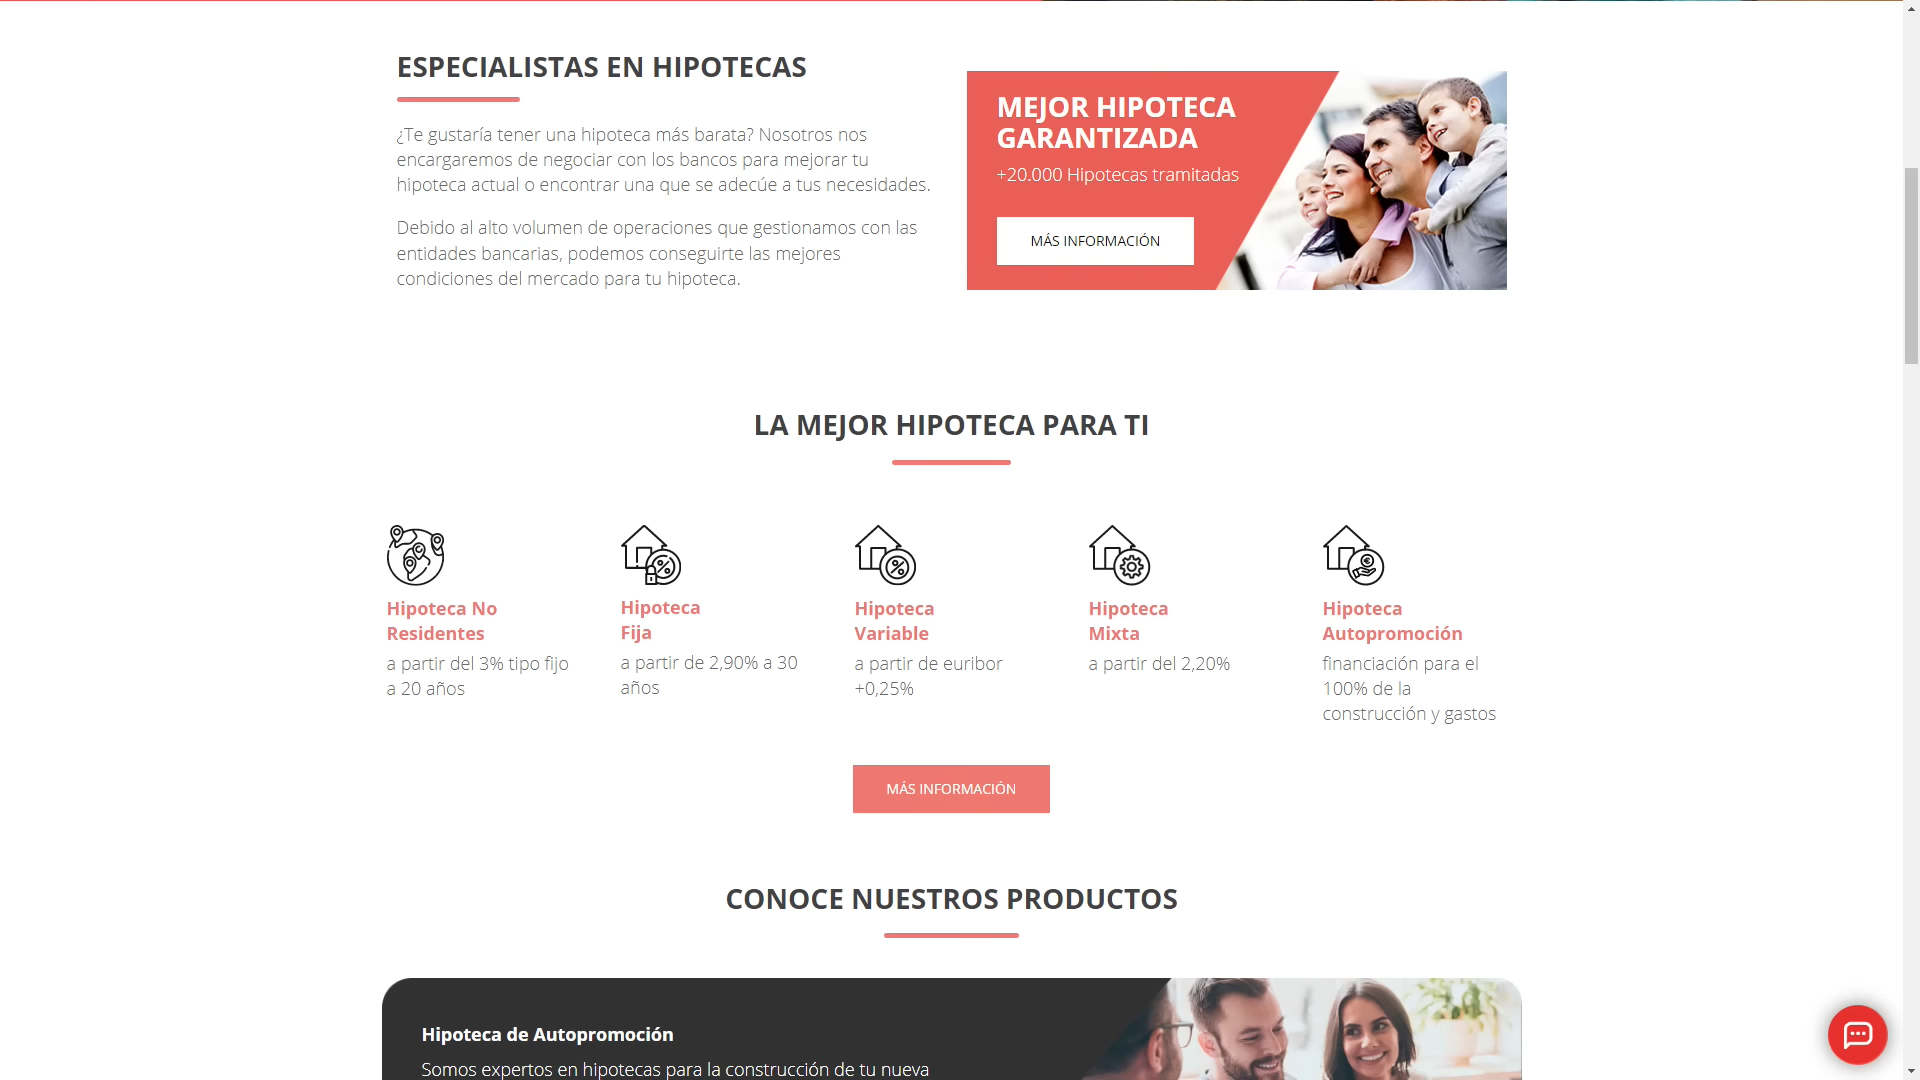 ESPECIALISTAS EN HIPOTECAS
¿Te gustaría tener una hipoteca más barata? Nosotros nos
encargaremos de negociar con los bancos para mejorar tu
hipoteca actual o encontrar una que se adecúe a tus necesidades.
Debido al alto volumen de operaciones que gestionamos con las
entidades bancarias, podemos conseguirte las mejores
condiciones del mercado para tu hipoteca.
MEJOR HIPOTECA
GARANTIZADA
+20.000 Hipotecas tramitadas
MÁS INFORMACIÓN
LA MEJOR HIPOTECA PARA TI
Hipoteca No
Residentes
a partir del 3% tipo fijo
a 20 años
Hipoteca
Fija
a partir de 2,90% a 30
años
Hipoteca
Variable
a partir de euribor
+0,25%
Hipoteca
Mixta
a partir del 2,20%
Hipoteca
Autopromoción
financiación para el
100% de la
construcción y gastos
MÁS INFORMACIÓN
CONOCE NUESTROS PRODUCTOS
Hipoteca de Autopromoción
Somos expertos en hipotecas para la construcción de tu nueva